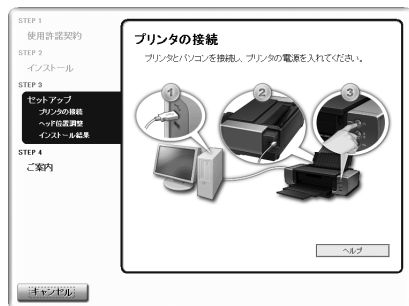 STEP 1
使用許諾契約
STEP 2
インストール
STEP 3
セットアップ
プリンタの接続
ヘッド位置調整
インストール結果
STEP 4
ご案内
プリンタの接続
プリンタとパソコンを接続し、プリンタの電源を入れてください。
1
2
3
ヘルプ
キャンセル